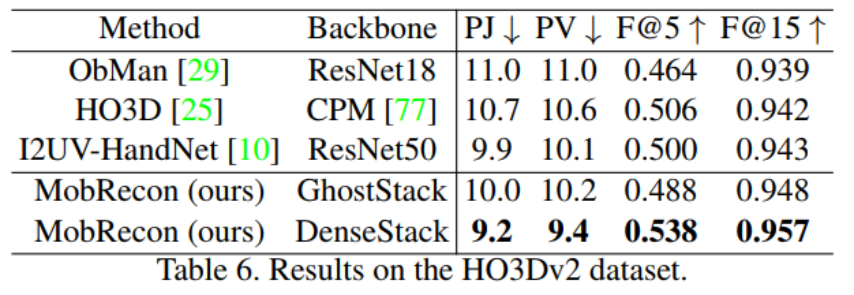 Method Backbone PJ ↓ PV ↓ F@5 ↑ F@15 ↑
ObMan [29] ResNet18 11.0 11.0 0.464 0.939
HO3D [25] CPM [77] 10.7 10.6 0.506 0.942
I2UV-HandNet [10] ResNet50 9.9 10.1 0.500 0.943
MobRecon (ours) GhostStack 10.0 10.2 0.488 0.948
MobRecon (ours) DenseStack 9.2 9.4 0.538 0.957
Table 6. Results on the HO3Dv2 dataset.